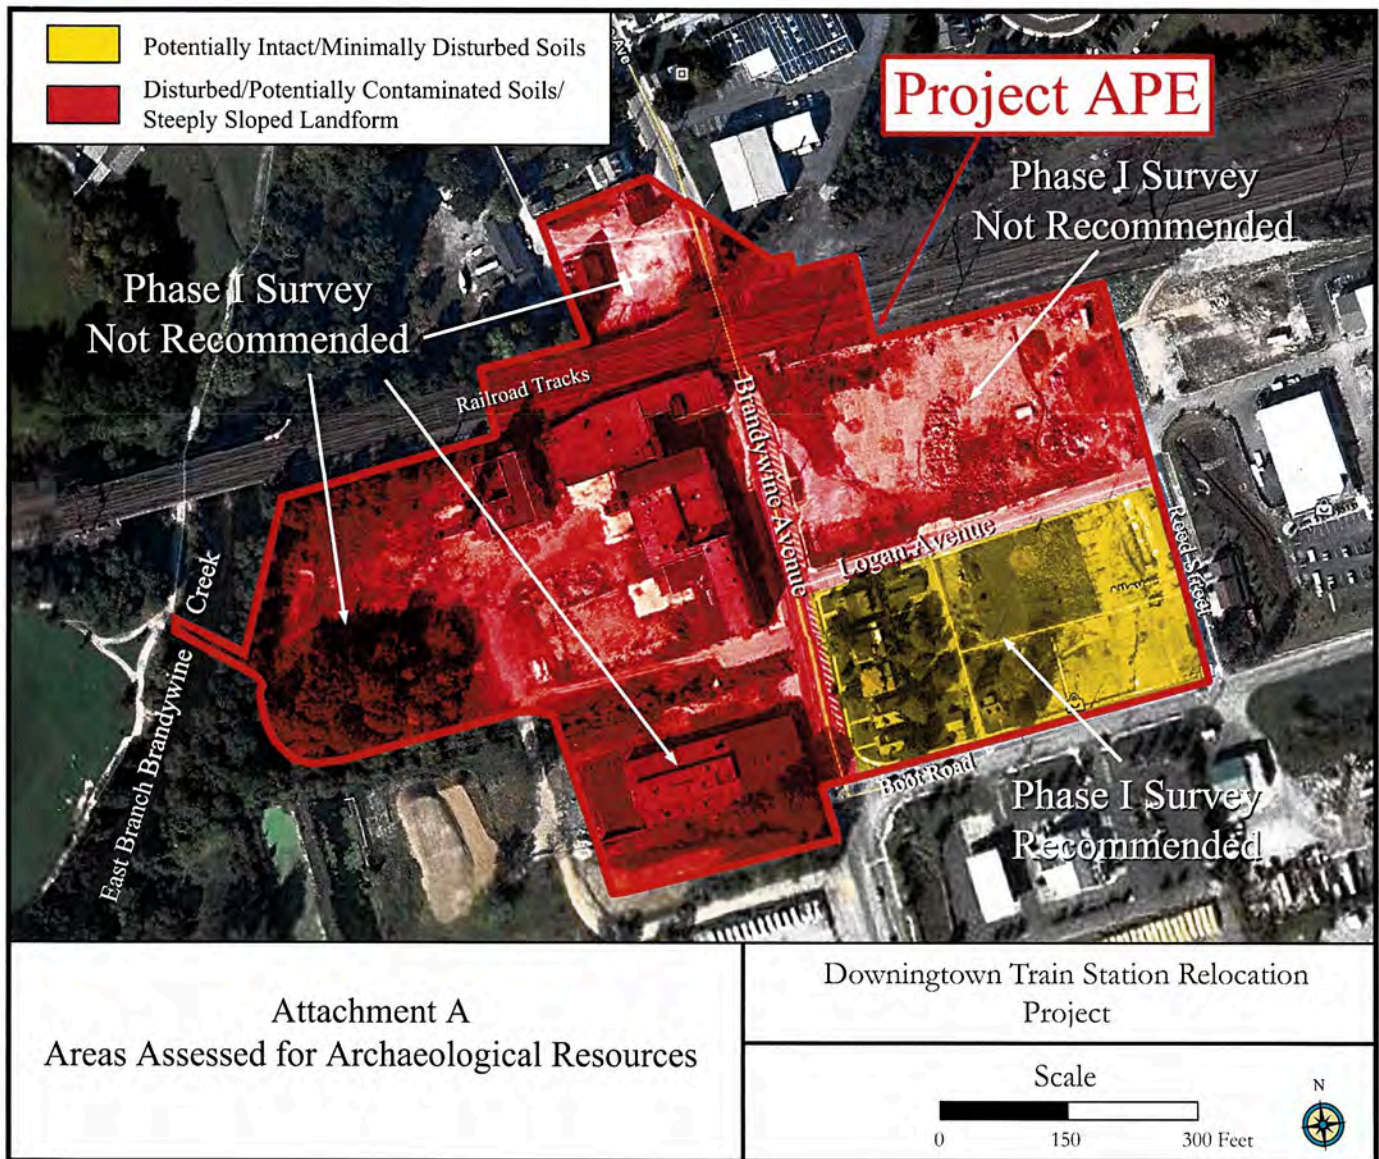 Potentially Intact/Minimally Disturbed Soils
Disturbed/Potentially Contaminated Soils/
Steeply Sloped Landform
Project APE
Phase I Survey
Not Recommended
Phase I Survey
Not Recommended
Railroad Tracks
Brandywine Avenue
Logan Avenue
Reed Street
East Branch Brandywine Creek
Boot Road
Phase I Survey
Recommended
Attachment A
Areas Assessed for Archaeological Resources
Downingtown Train Station Relocation
Project
Scale
0 150 300 Feet
N